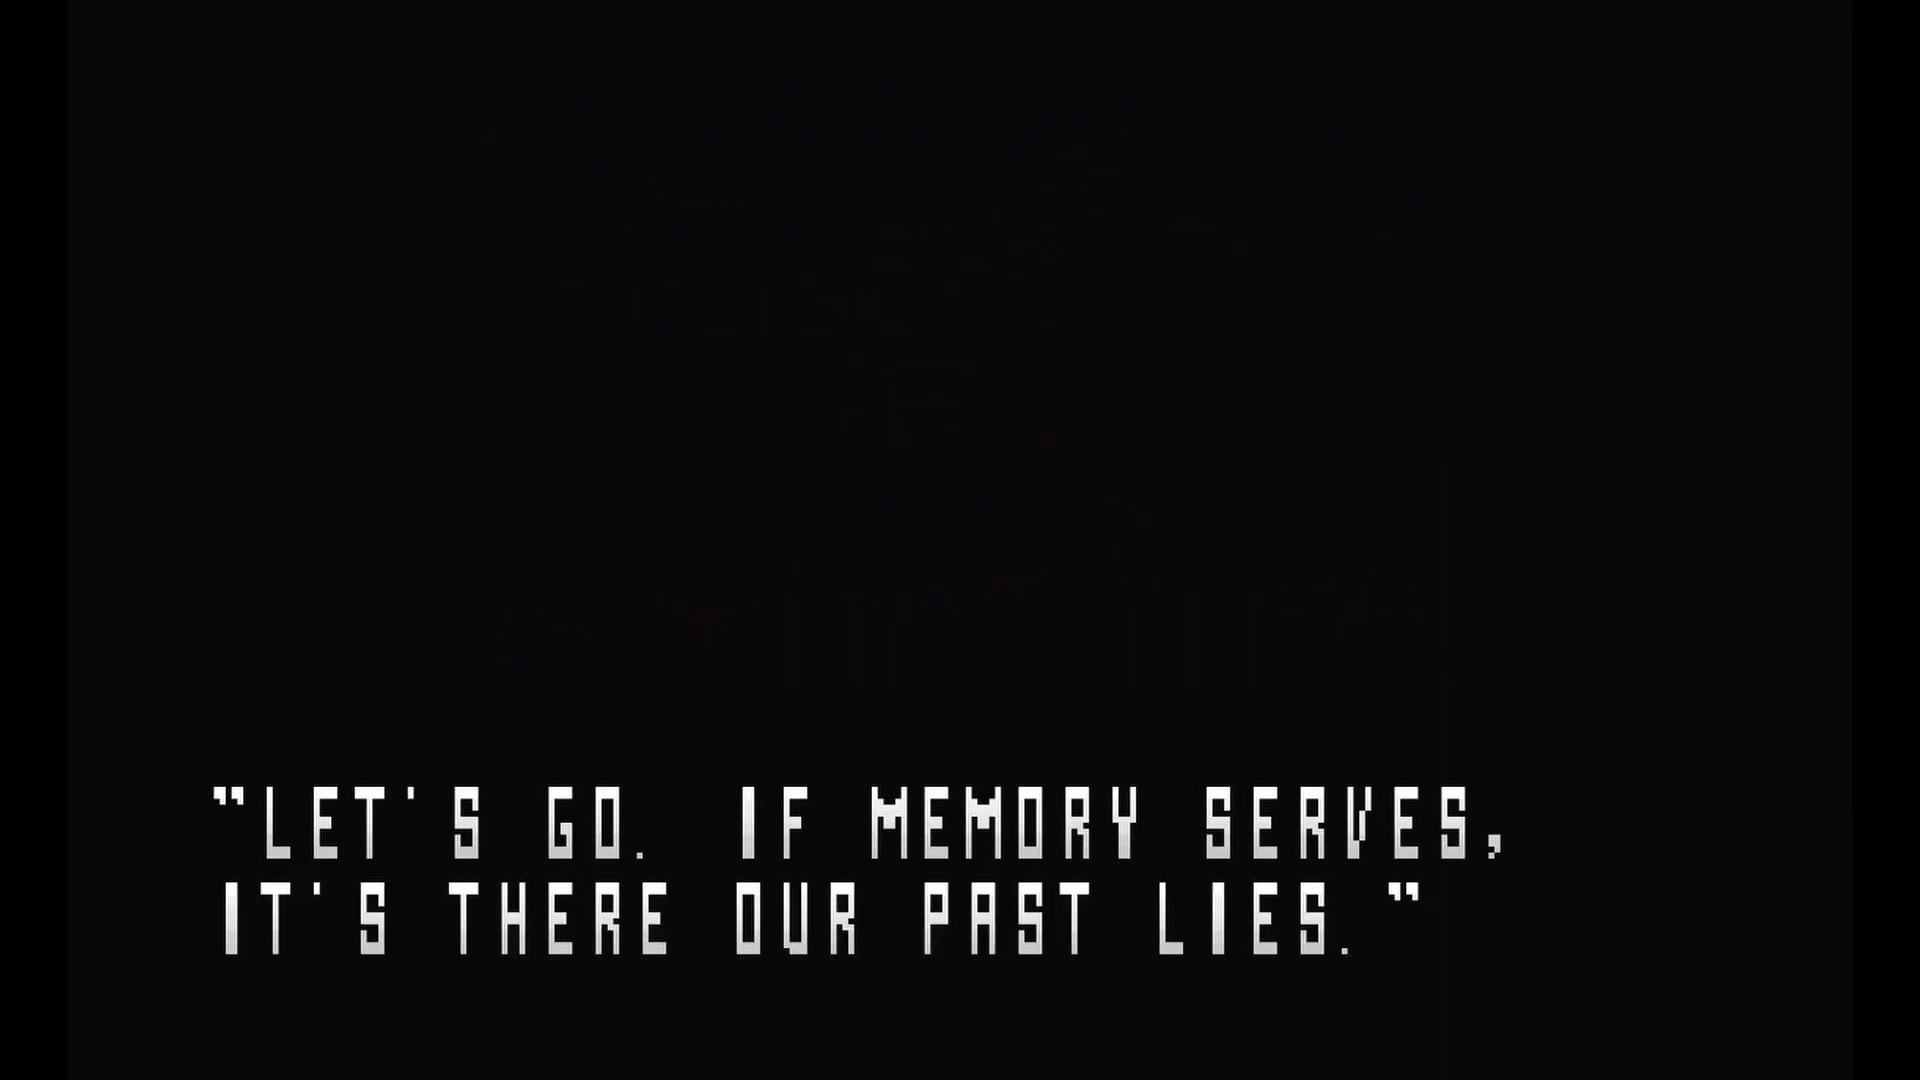 "LET'S GO. IF MEMORY SERVES,
IT'S THERE OUR PAST LIES."